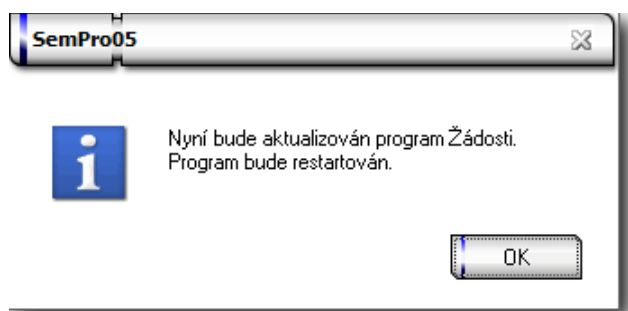 SemPro05
Nyní bude aktualizován program Žádosti.
Program bude restartován.
OK